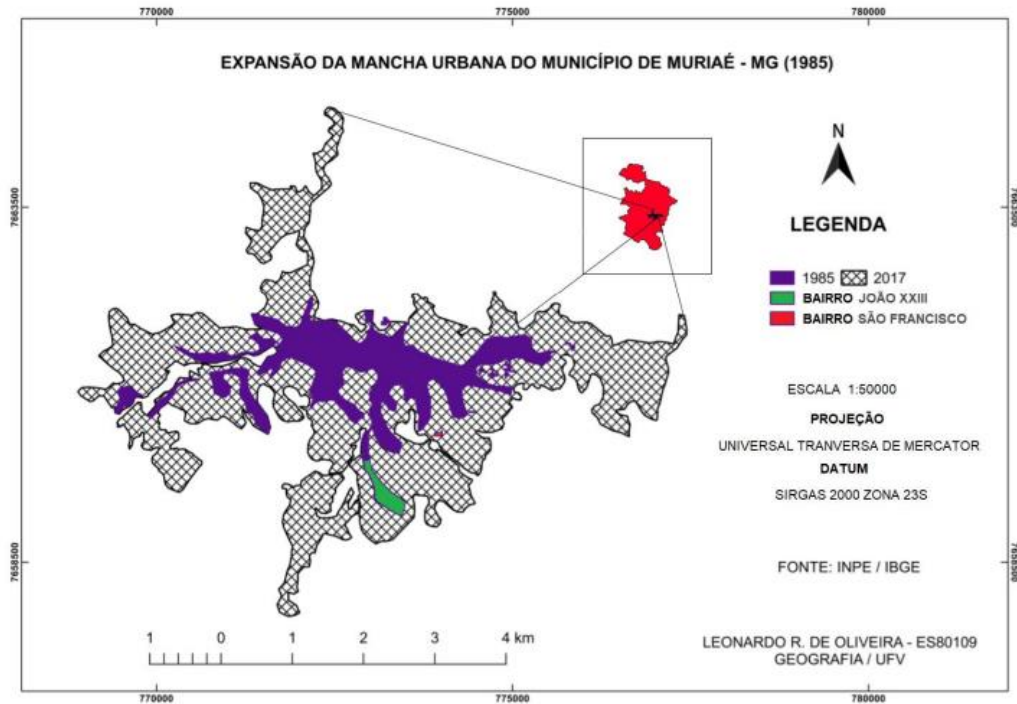 770000
775000
780000
EXPANSÃO DA MANCHA URBANA DO MUNICÍPIO DE MURIAÉ - MG (1985)
N
7663500
7663500
LEGENDA
1985 2017
BAIRRO JOÃO XXIII
BAIRRO SÃO FRANCISCO
ESCALA 1:50000
PROJEÇÃO
UNIVERSAL TRANVERSA DE MERCATOR
DATUM
SIRGAS 2000 ZONA 23S
7658500
7658500
FONTE: INPE / IBGE
1 0 1 2 3 4 km
LEONARDO R. DE OLIVEIRA - ES80109
GEOGRAFIA / UFV
770000
775000
780000